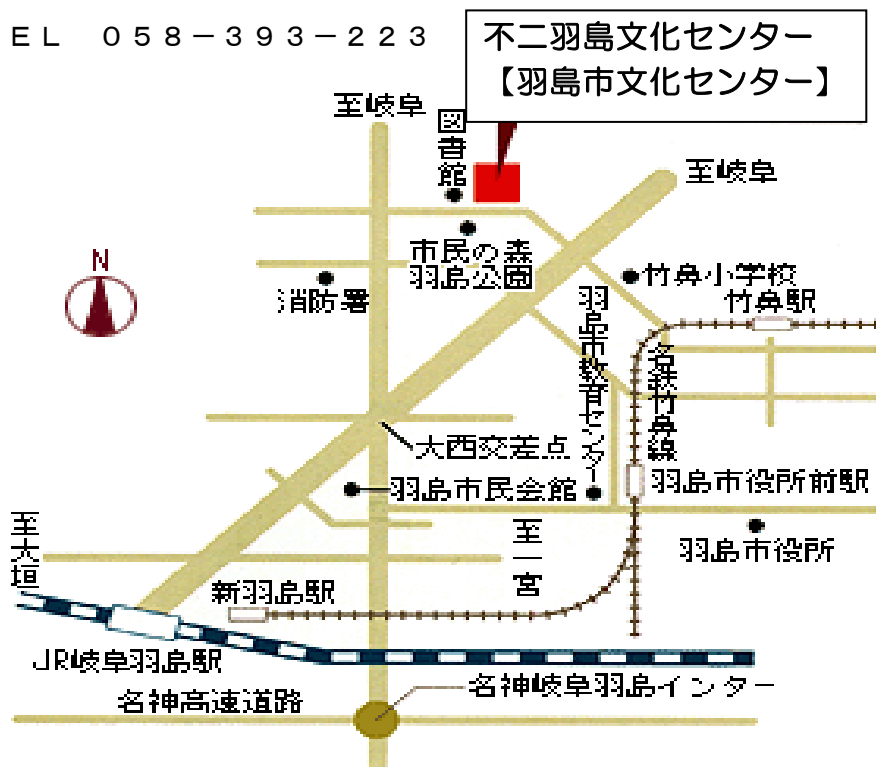 EL 058－393－223
不二羽島文化センター
【羽島市文化センター】
至岐阜
図書館
至岐阜
市民の森
羽島公園
竹鼻小学校
竹鼻駅
N
消防署
羽島市教育センター
名鉄竹鼻線
大西交差点
羽島市民会館
羽島市役所前駅
至大垣
至一宮
羽島市役所
新羽島駅
JR岐阜羽島駅
名神高速道路
名神岐阜羽島インター